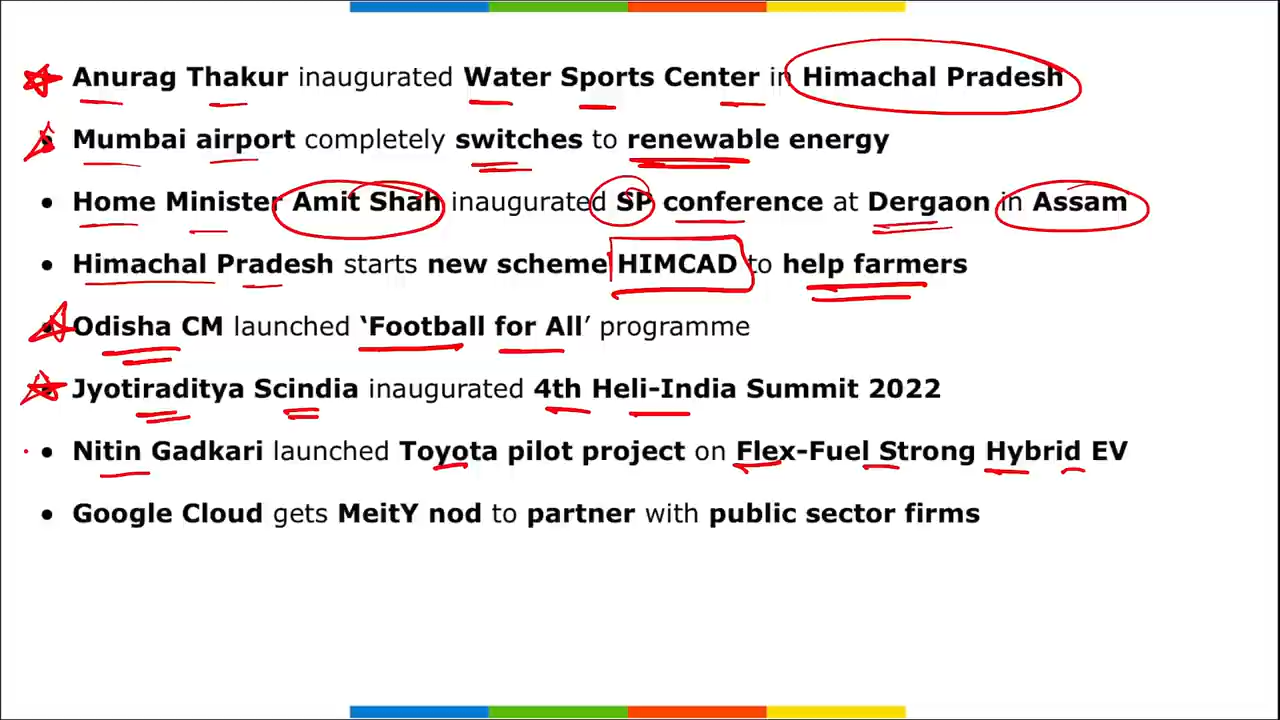 Anurag Thakur inaugurated Water Sports Center in Himachal Pradesh
Mumbai airport completely switches to renewable energy
Home Minister Amit Shah inaugurated SP conference at Dergaon in Assam
Himachal Pradesh starts new scheme HIMCAD to help farmers
Odisha CM launched ‘Football for All’ programme
Jyotiraditya Scindia inaugurated 4th Heli-India Summit 2022
Nitin Gadkari launched Toyota pilot project on Flex-Fuel Strong Hybrid EV
Google Cloud gets MeitY nod to partner with public sector firms